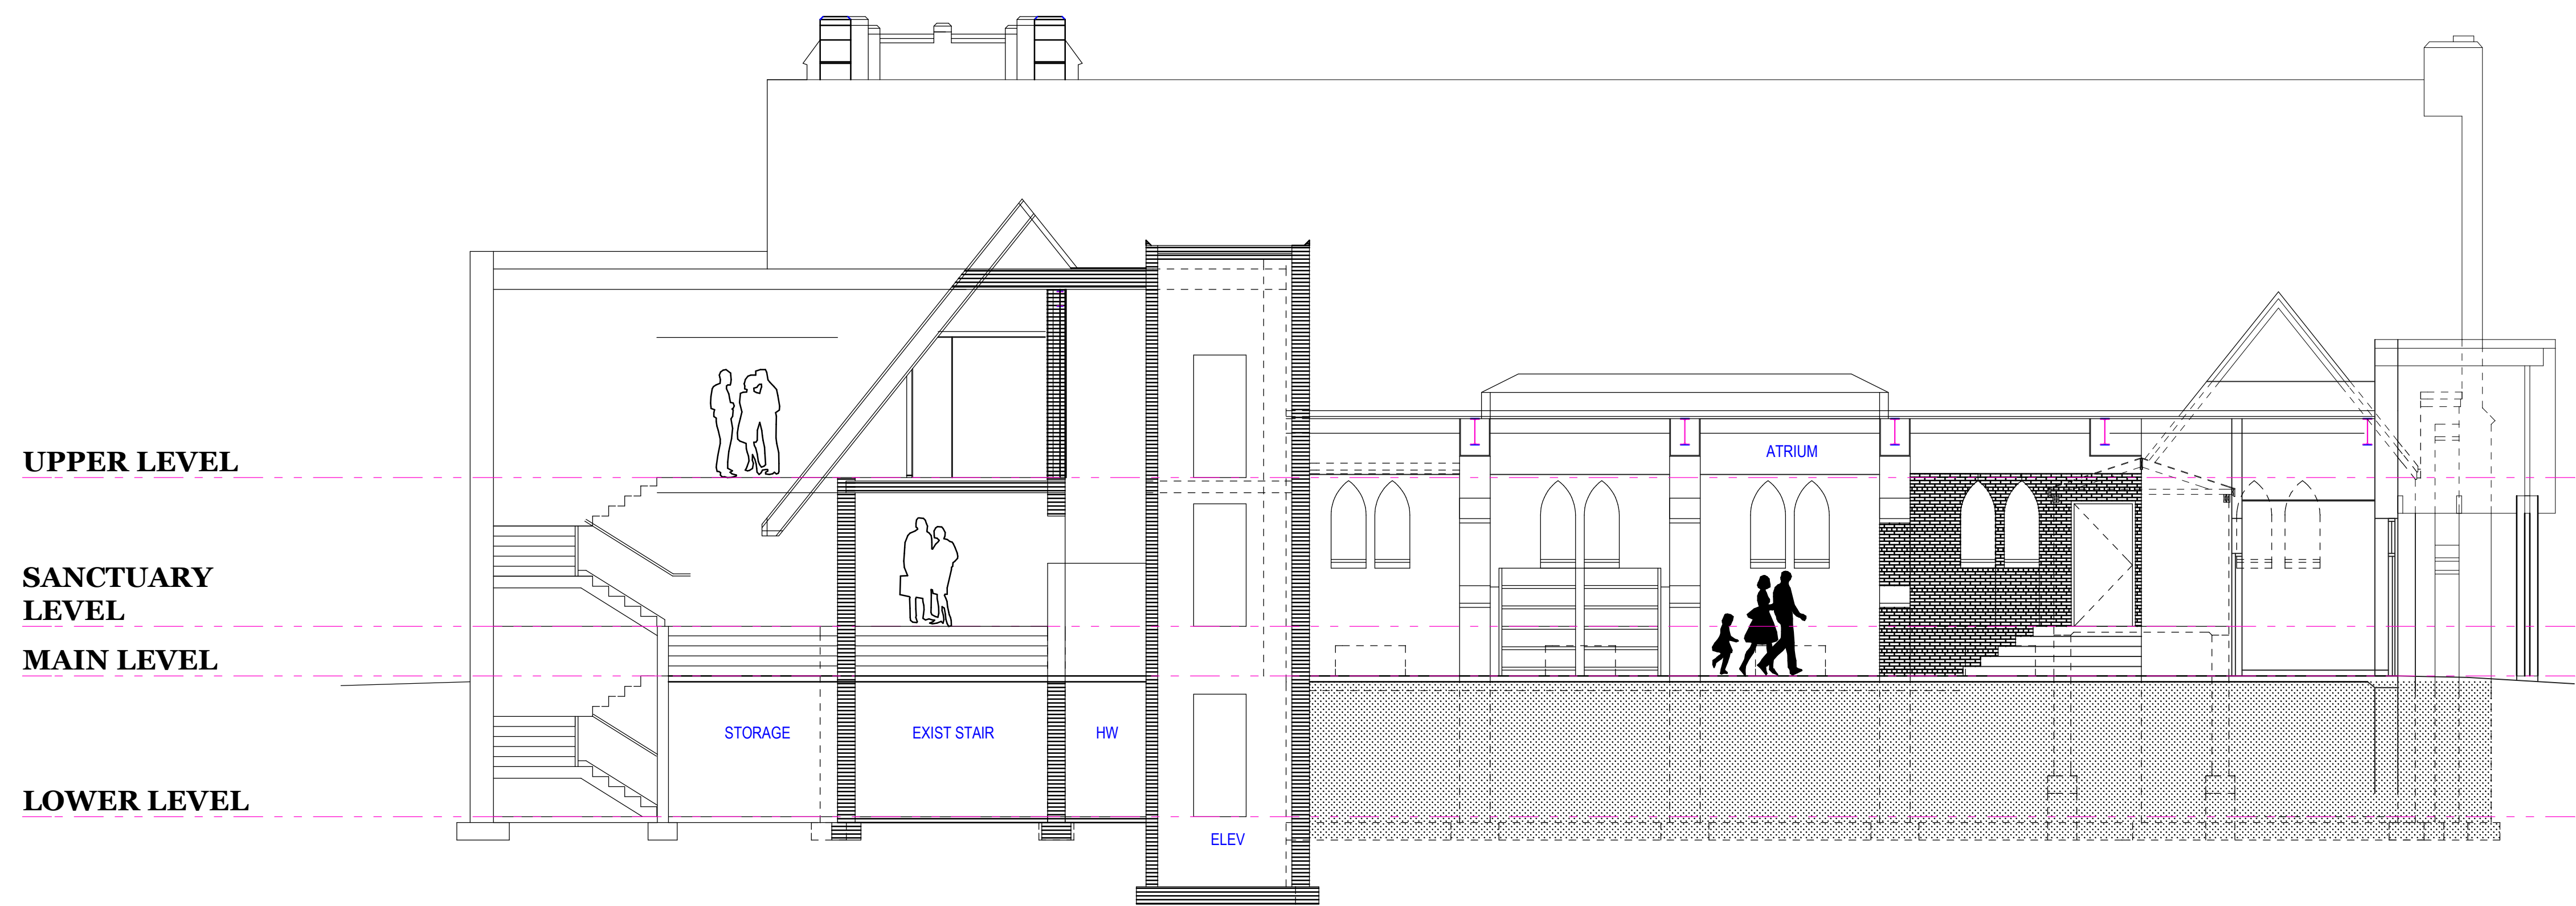 UPPER LEVEL
ATRIUM
SANCTUARY
LEVEL
MAIN LEVEL
STORAGE
EXIST STAIR
HW
LOWER LEVEL
ELEV